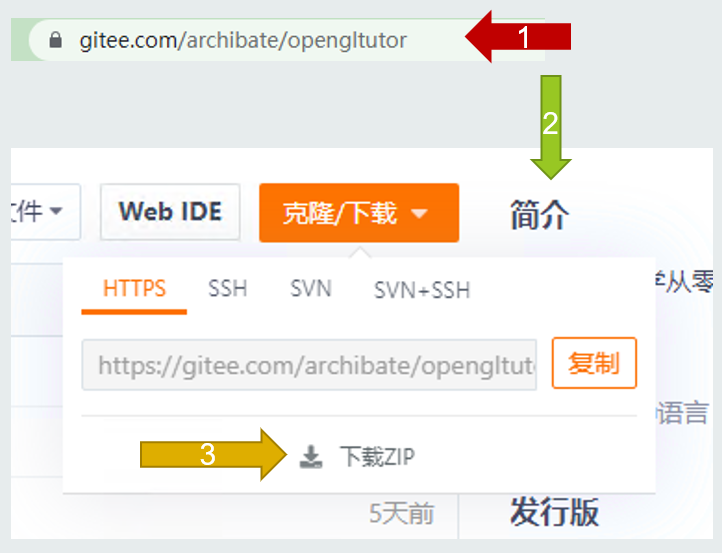 gitee.com/archibate/opengltutor
1
2
文件
Web IDE
克隆/下载
简介
HTTPS
SSH
SVN
SVN+SSH
学从零
https://gitee.com/archibate/opengltut
复制
语言
3
下载ZIP
5天前
发行版